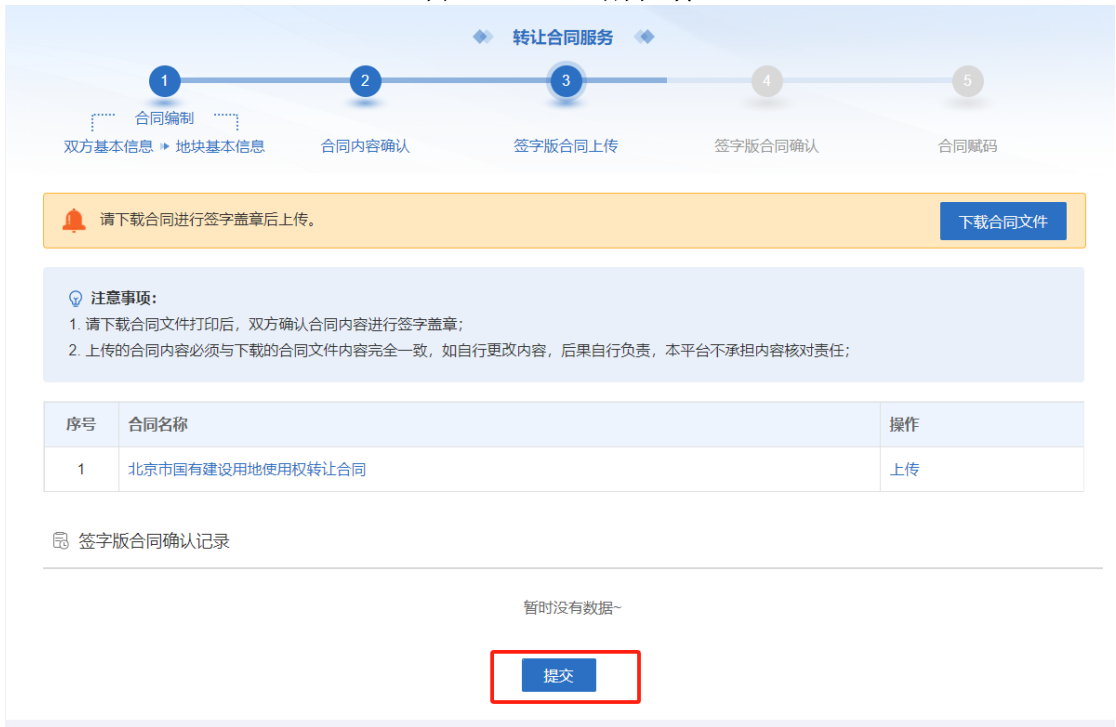 转让合同服务
1 2 3 4 5
合同编制
双方基本信息 地块基本信息 合同内容确认 签字版合同上传 签字版合同确认 合同赋码
请下载合同进行签字盖章后上传。 下载合同文件
注意事项：
1. 请下载合同文件打印后，双方确认合同内容进行签字盖章；
2. 上传的合同内容必须与下载的合同文件内容完全一致，如自行更改内容，后果自行负责，本平台不承担内容核对责任；
序号 合同名称 操作
1 北京市国有建设用地使用权转让合同 上传
签字版合同确认记录
暂时没有数据~
提交